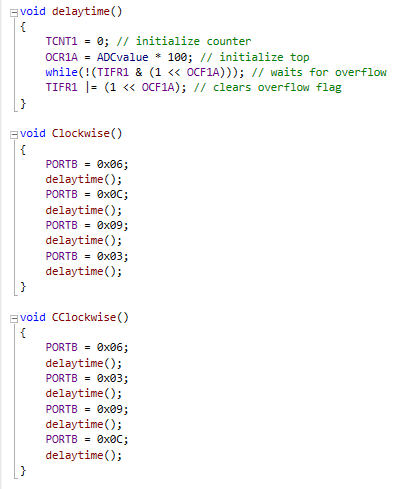 void delaytime()
{
    TCNT1 = 0; // initialize counter
    OCR1A = ADCvalue * 100; // initialize top
    while(!(TIFR1 & (1 << OCF1A))); // waits for overflow
    TIFR1 |= (1 << OCF1A); // clears overflow flag
}
void Clockwise()
{
    PORTB = 0x06;
    delaytime();
    PORTB = 0x0C;
    delaytime();
    PORTB = 0x09;
    delaytime();
    PORTB = 0x03;
    delaytime();
}
void CClockwise()
{
    PORTB = 0x06;
    delaytime();
    PORTB = 0x03;
    delaytime();
    PORTB = 0x09;
    delaytime();
    PORTB = 0x0C;
    delaytime();
}